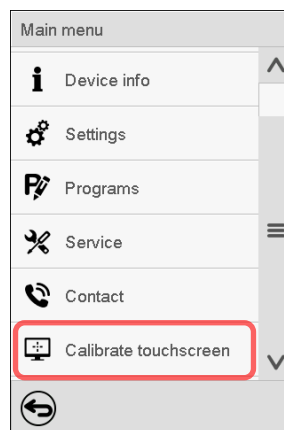 Main menu
Device info
Settings
Programs
Service
Contact
Calibrate touchscreen